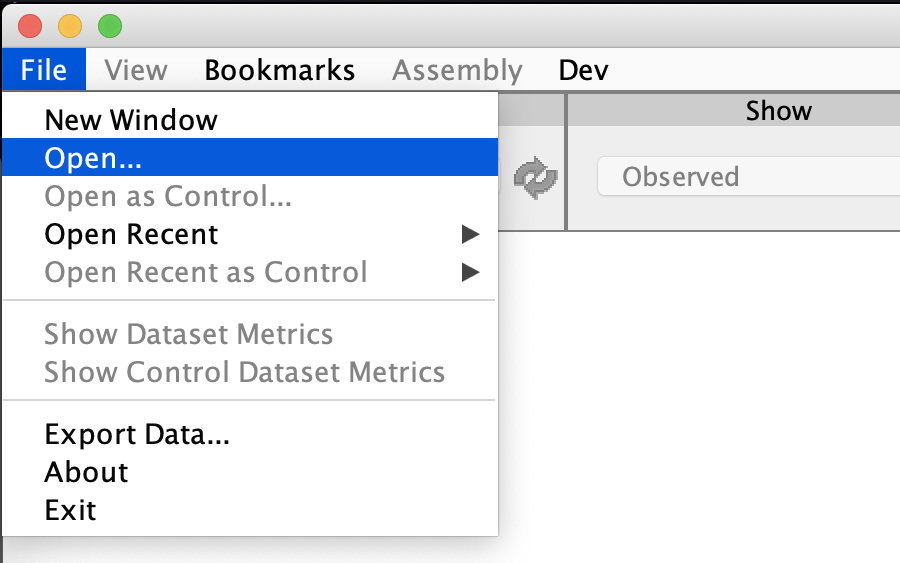 File View Bookmarks Assembly Dev
Show
New Window
Open...
Observed
Open as Control...
Open Recent
Open Recent as Control
Show Dataset Metrics
Show Control Dataset Metrics
Export Data...
About
Exit